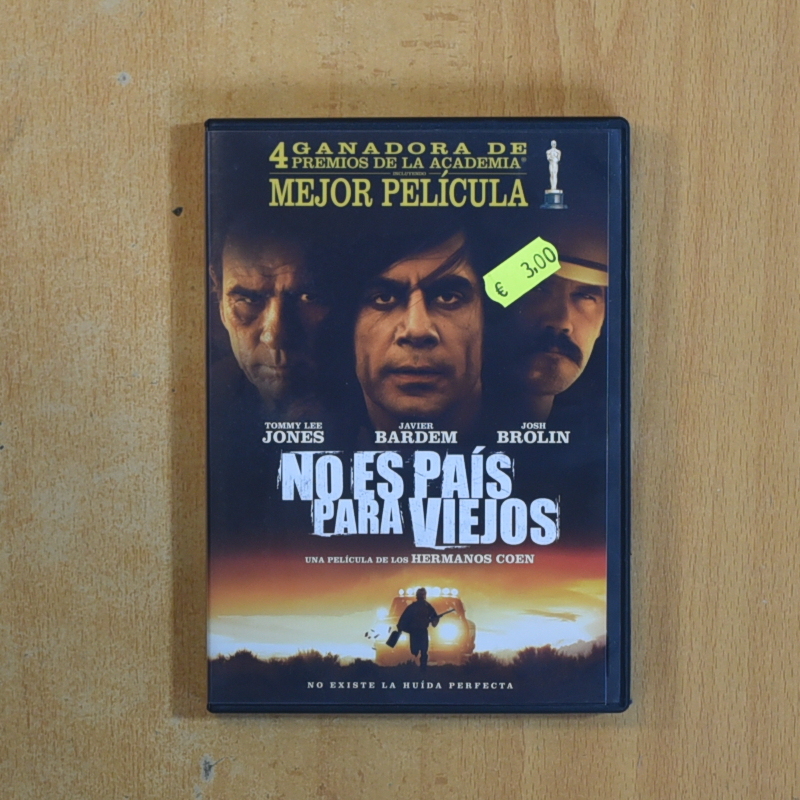 4 GANADORA DE
PREMIOS DE LA ACADEMIA®
INCLUYENDO
MEJOR PELÍCULA
€ 3,00
TOMMY LEE JONES
JAVIER BARDEM
JOSH BROLIN
NO ES PAÍS
PARA VIEJOS
UNA PELÍCULA DE LOS HERMANOS COEN
NO EXISTE LA HUÍDA PERFECTA